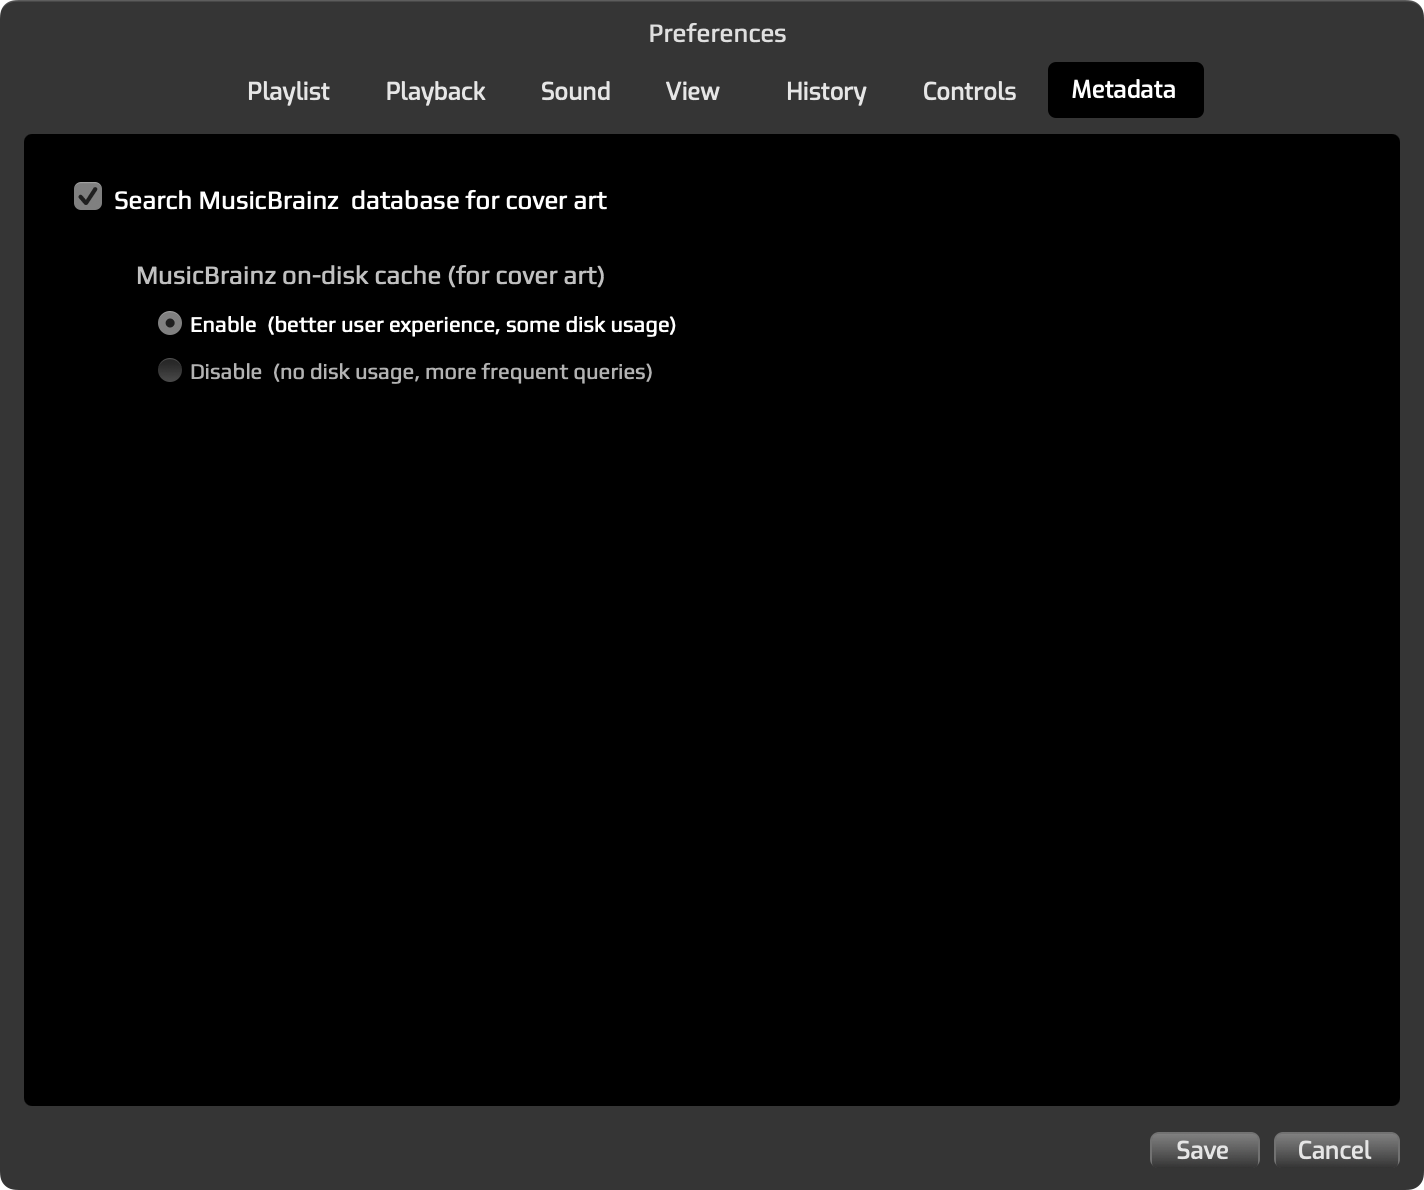 Preferences
Playlist Playback Sound View History Controls Metadata
Search MusicBrainz database for cover art
MusicBrainz on-disk cache (for cover art)
Enable (better user experience, some disk usage)
Disable (no disk usage, more frequent queries)
Save Cancel